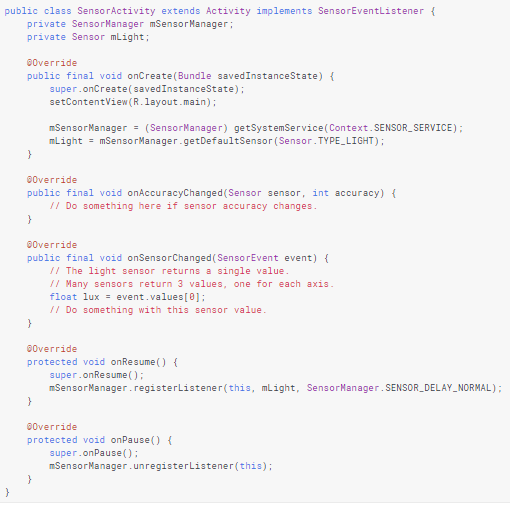 public class SensorActivity extends Activity implements SensorEventListener {
    private SensorManager mSensorManager;
    private Sensor mLight;

    @Override
    public final void onCreate(Bundle savedInstanceState) {
        super.onCreate(savedInstanceState);
        setContentView(R.layout.main);

        mSensorManager = (SensorManager) getSystemService(Context.SENSOR_SERVICE);
        mLight = mSensorManager.getDefaultSensor(Sensor.TYPE_LIGHT);
    }

    @Override
    public final void onAccuracyChanged(Sensor sensor, int accuracy) {
        // Do something here if sensor accuracy changes.
    }

    @Override
    public final void onSensorChanged(SensorEvent event) {
        // The light sensor returns a single value.
        // Many sensors return 3 values, one for each axis.
        float lux = event.values[0];
        // Do something with this sensor value.
    }

    @Override
    protected void onResume() {
        super.onResume();
        mSensorManager.registerListener(this, mLight, SensorManager.SENSOR_DELAY_NORMAL);
    }

    @Override
    protected void onPause() {
        super.onPause();
        mSensorManager.unregisterListener(this);
    }
}